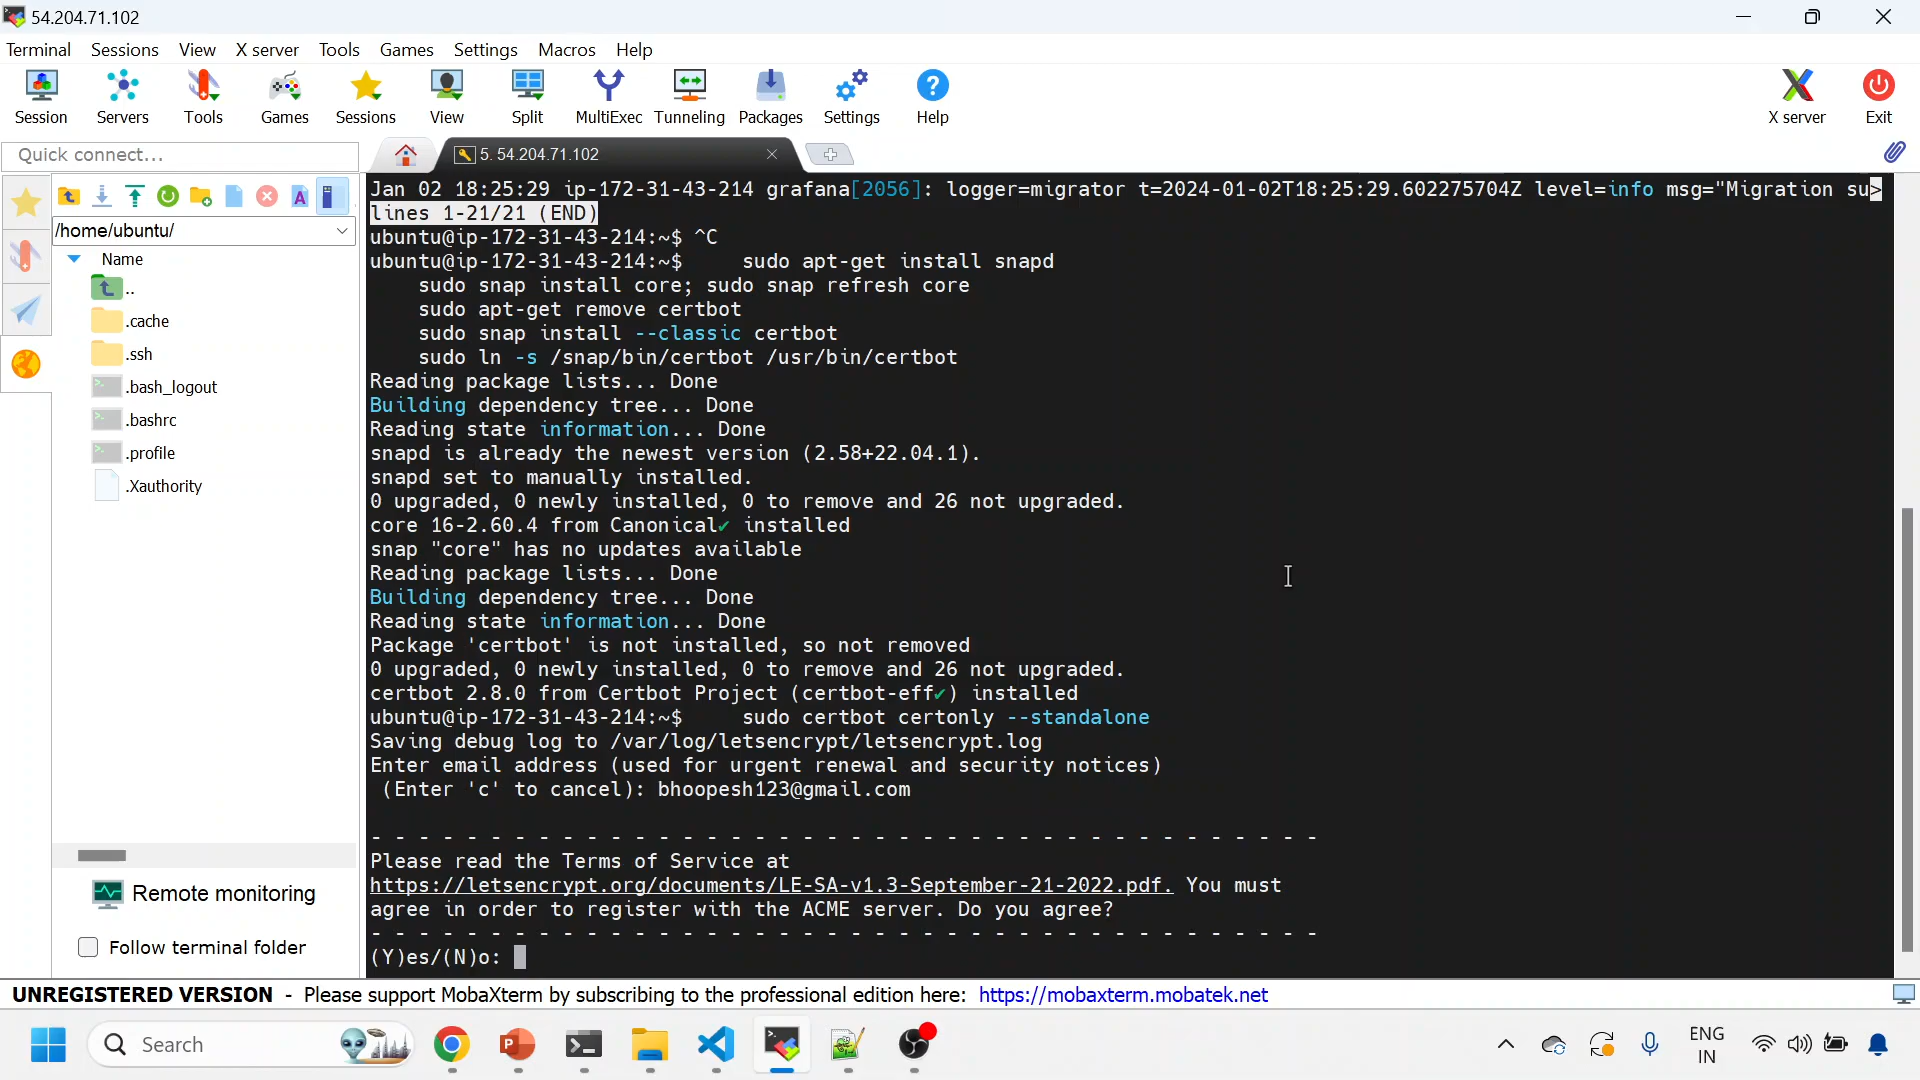 54.204.71.102
Terminal Sessions View X server Tools Games Settings Macros Help
Session Servers Tools Games Sessions View Split MultiExec Tunneling Packages Settings Help X server Exit
Quick connect...
5. 54.204.71.102
/home/ubuntu/
Name
..
.cache
.ssh
.bash_logout
.bashrc
.profile
.Xauthority
Remote monitoring
Follow terminal folder
Jan 02 18:25:29 ip-172-31-43-214 grafana[2056]: logger=migrator t=2024-01-02T18:25:29.602275704Z level=info msg="Migration su>
lines 1-21/21 (END)
ubuntu@ip-172-31-43-214:~$ ^C
ubuntu@ip-172-31-43-214:~$     sudo apt-get install snapd
    sudo snap install core; sudo snap refresh core
    sudo apt-get remove certbot
    sudo snap install --classic certbot
    sudo ln -s /snap/bin/certbot /usr/bin/certbot
Reading package lists... Done
Building dependency tree... Done
Reading state information... Done
snapd is already the newest version (2.58+22.04.1).
snapd set to manually installed.
0 upgraded, 0 newly installed, 0 to remove and 26 not upgraded.
core 16-2.60.4 from Canonical✔ installed
snap "core" has no updates available
Reading package lists... Done
Building dependency tree... Done
Reading state information... Done
Package 'certbot' is not installed, so not removed
0 upgraded, 0 newly installed, 0 to remove and 26 not upgraded.
certbot 2.8.0 from Certbot Project (certbot-eff✔) installed
ubuntu@ip-172-31-43-214:~$     sudo certbot certonly --standalone
Saving debug log to /var/log/letsencrypt/letsencrypt.log
Enter email address (used for urgent renewal and security notices)
 (Enter 'c' to cancel): bhoopesh123@gmail.com
- - - - - - - - - - - - - - - - - - - - - - - - - - - - - - - - - - - - - - - -
Please read the Terms of Service at
https://letsencrypt.org/documents/LE-SA-v1.3-September-21-2022.pdf. You must
agree in order to register with the ACME server. Do you agree?
- - - - - - - - - - - - - - - - - - - - - - - - - - - - - - - - - - - - - - - -
(Y)es/(N)o:
UNREGISTERED VERSION - Please support MobaXterm by subscribing to the professional edition here: https://mobaxterm.mobatek.net
Search
ENG
IN